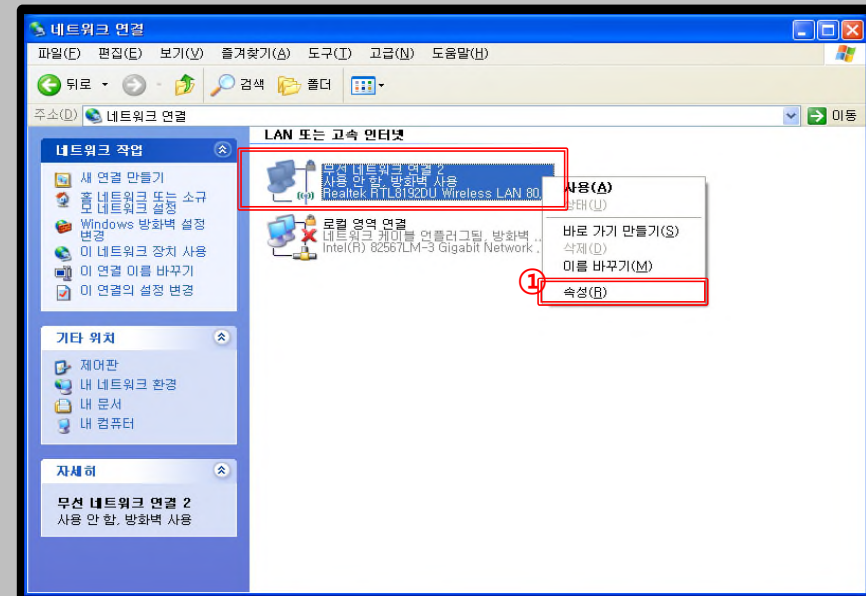 네트워크 연결
파일(F) 편집(E) 보기(V) 즐겨찾기(A) 도구(T) 고급(N) 도움말(H)
뒤로 검색 폴더
주소(D) 네트워크 연결 이동
네트워크 작업
새 연결 만들기
홈 네트워크 또는 소규
모 네트워크 설정
Windows 방화벽 설정
변경
이 네트워크 장치 사용
이 연결 이름 바꾸기
이 연결의 설정 변경
기타 위치
제어판
내 네트워크 환경
내 문서
내 컴퓨터
자세히
무선 네트워크 연결 2
사용 안 함, 방화벽 사용
LAN 또는 고속 인터넷
무선 네트워크 연결 2
사용 안 함, 방화벽 사용
Realtek RTL8192DU Wireless LAN 80...
로컬 영역 연결
네트워크 케이블 언플러그됨, 방화벽 ...
Intel(R) 82567LM-3 Gigabit Network ...
사용(A)
상태(U)
바로 가기 만들기(S)
삭제(D)
이름 바꾸기(M)
① 속성(R)